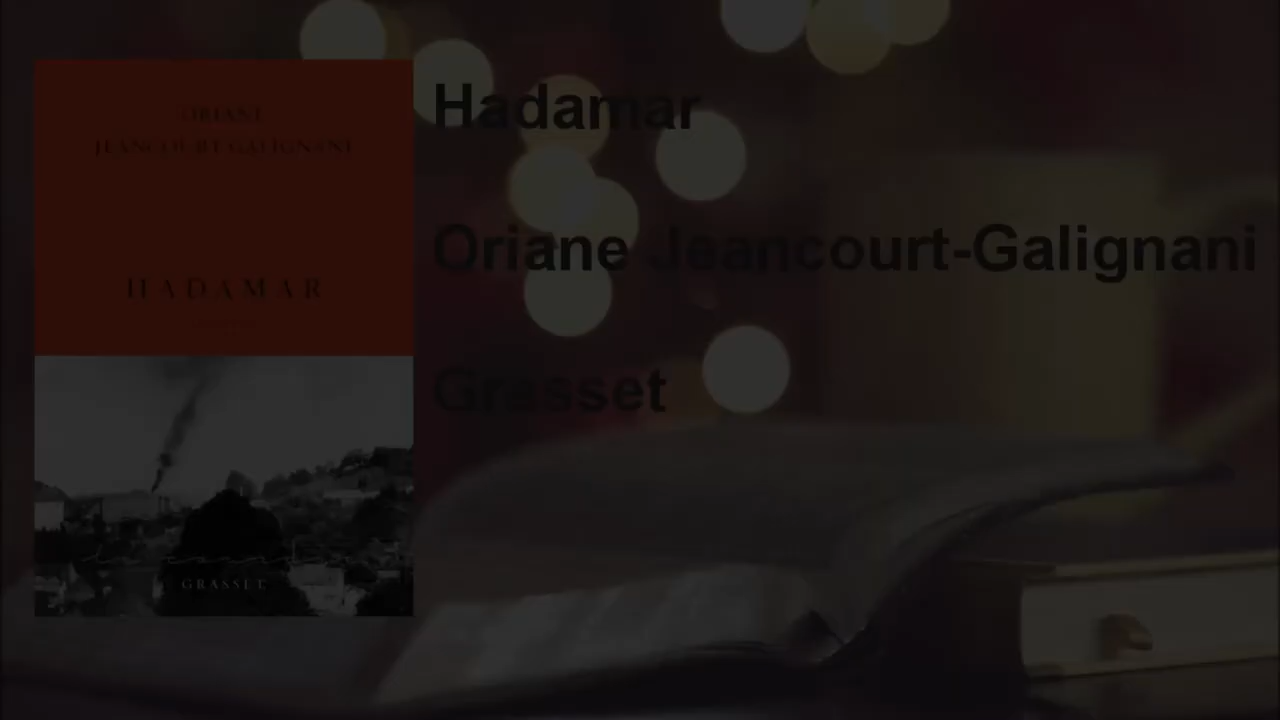 ORIANE
JEANCOURT GALIGNANI
HADAMAR
GRASSET
Hadamar
Oriane Jeancourt-Galignani
Grasset